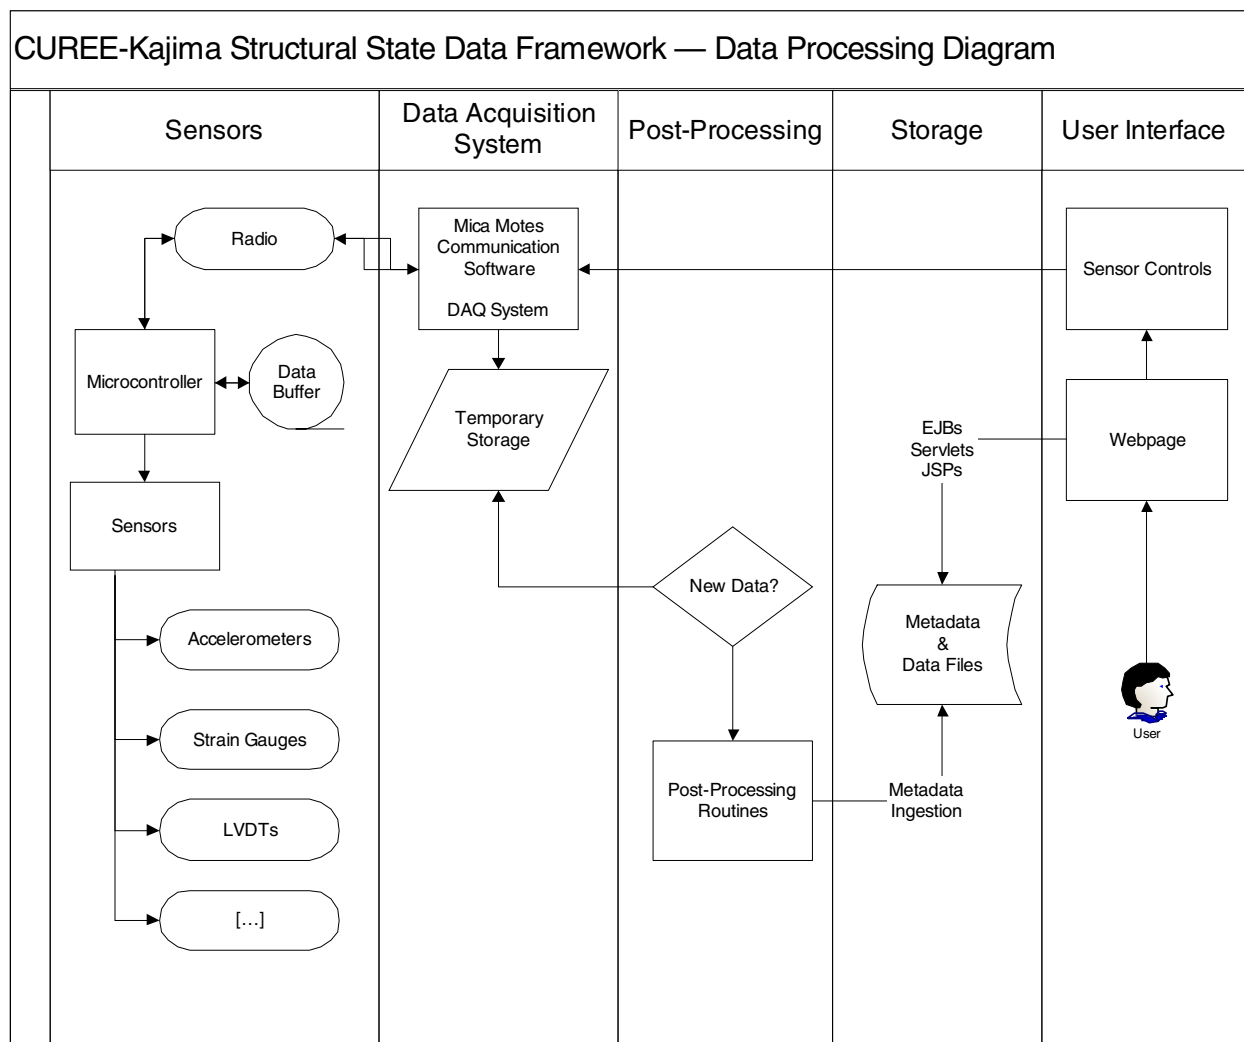 CUREE-Kajima Structural State Data Framework — Data Processing Diagram
Sensors
Data Acquisition
System
Post-Processing
Storage
User Interface
Radio
Microcontroller
Data
Buffer
Sensors
Accelerometers
Strain Gauges
LVDTs
[…]
Mica Motes
Communication
Software
DAQ System
Temporary
Storage
New Data?
Post-Processing
Routines
EJBs
Servlets
JSPs
Metadata
&
Data Files
Metadata
Ingestion
Sensor Controls
Webpage
User